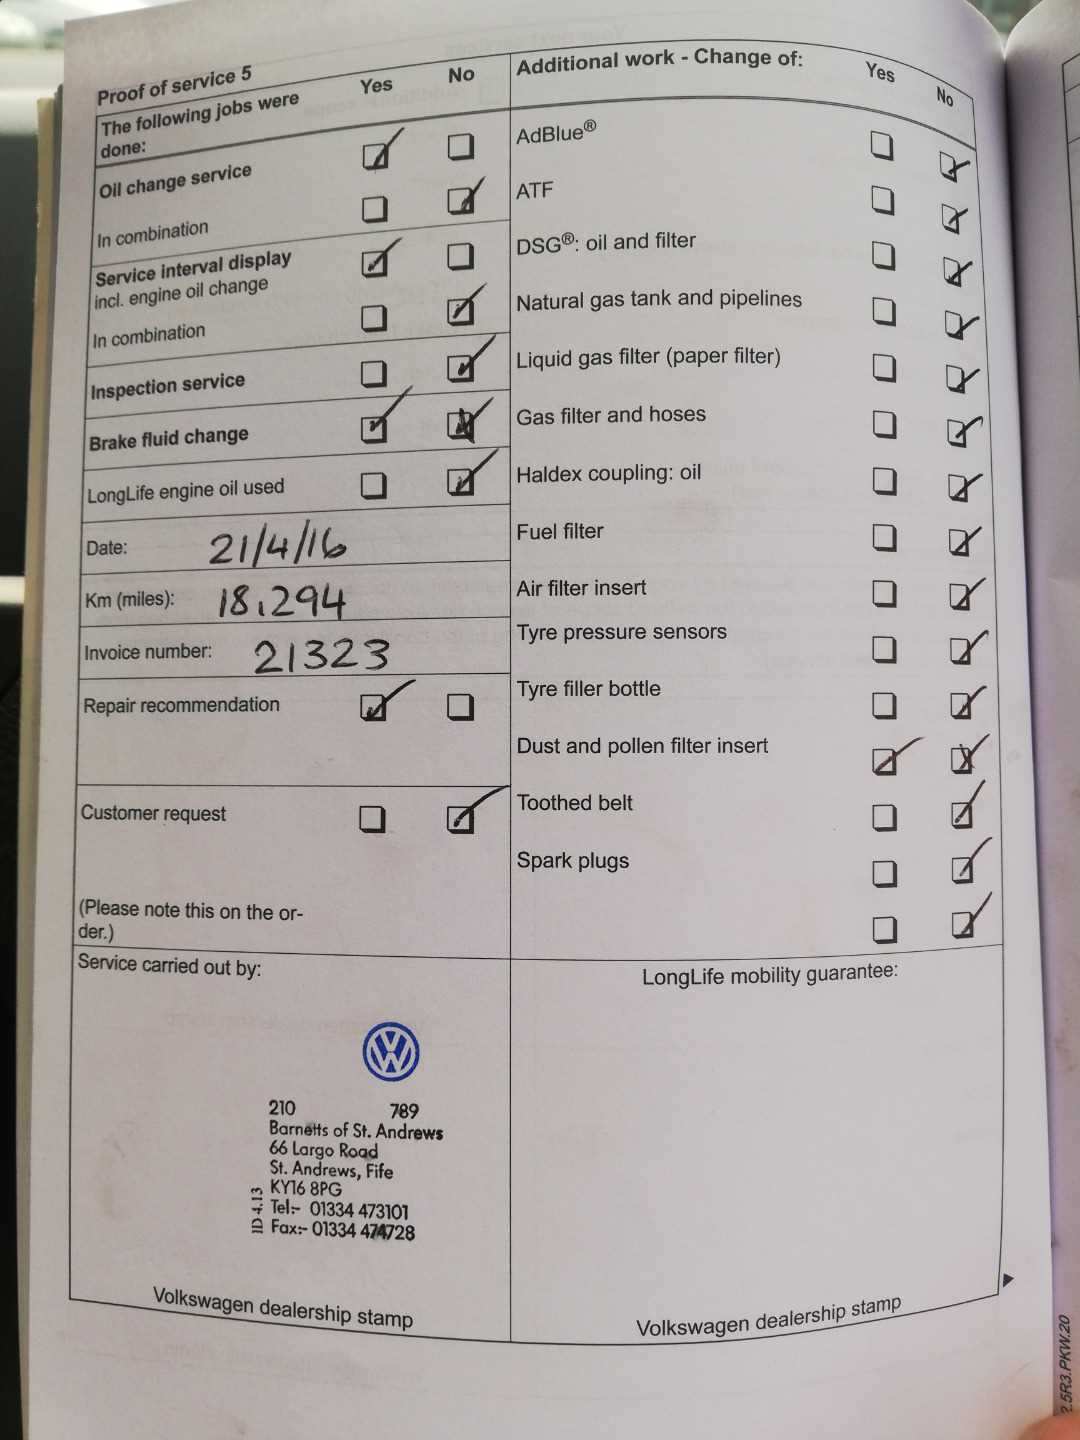 Proof of service 5
Yes
No
The following jobs were
done:
Oil change service
In combination
Service interval display
incl. engine oil change
In combination
Inspection service
Brake fluid change
LongLife engine oil used
Date: 21/4/16
Km (miles): 18.294
Invoice number: 21323
Repair recommendation
Customer request
(Please note this on the or-
der.)
Service carried out by:
210 789
Barnetts of St. Andrews
66 Largo Road
St. Andrews, Fife
KY16 8PG
Tel:- 01334 473101
Fax:- 01334 474728
ID 4.13
Volkswagen dealership stamp
Additional work - Change of:
Yes
No
AdBlue®
ATF
DSG®: oil and filter
Natural gas tank and pipelines
Liquid gas filter (paper filter)
Gas filter and hoses
Haldex coupling: oil
Fuel filter
Air filter insert
Tyre pressure sensors
Tyre filler bottle
Dust and pollen filter insert
Toothed belt
Spark plugs
LongLife mobility guarantee:
Volkswagen dealership stamp